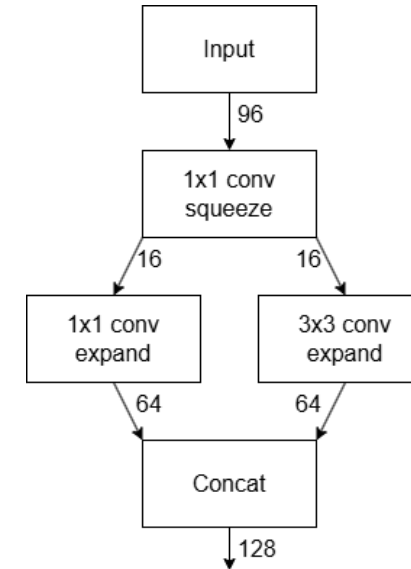 Input
96
1x1 conv
squeeze
16
16
1x1 conv
expand
3x3 conv
expand
64
64
Concat
128